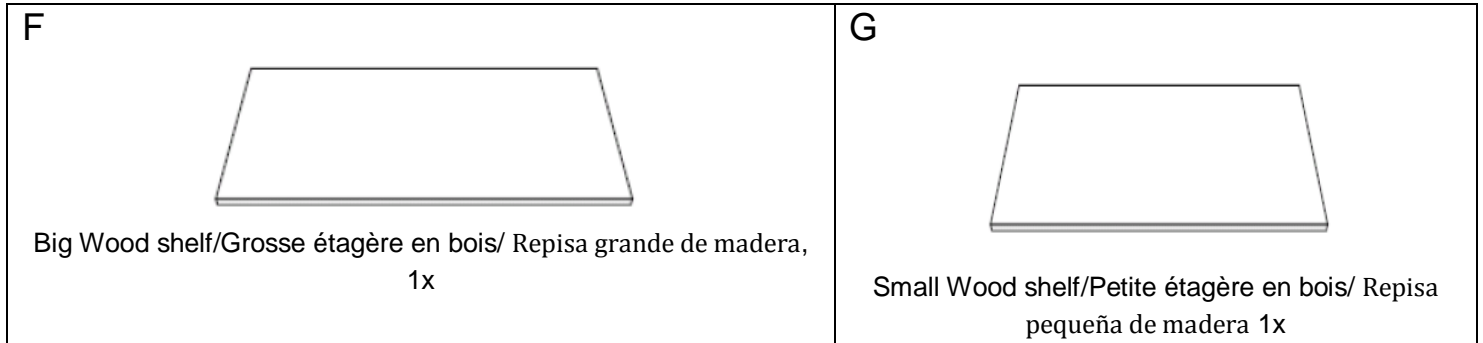 F
Big Wood shelf/Grosse étagère en bois/ Repisa grande de madera,
1x
G
Small Wood shelf/Petite étagère en bois/ Repisa
pequeña de madera 1x